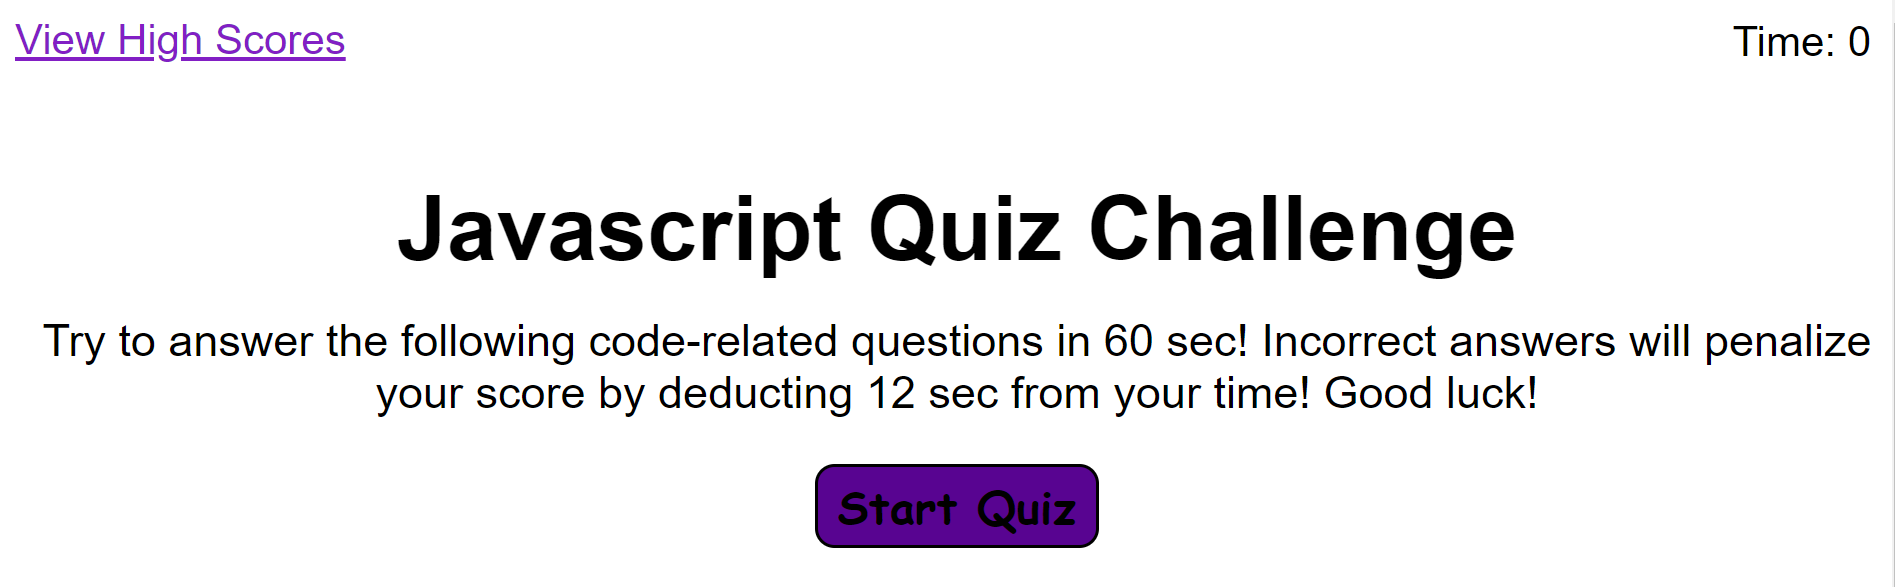 View High Scores
Time: 0
Javascript Quiz Challenge
Try to answer the following code-related questions in 60 sec! Incorrect answers will penalize
your score by deducting 12 sec from your time! Good luck!
Start Quiz